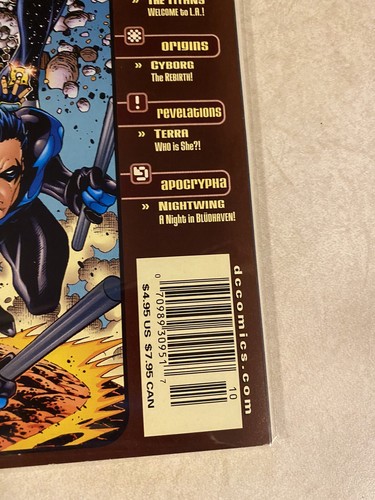 » THE TITANS
WELCOME TO L.A.!
origins
» CYBORG
THE REBIRTH!
revelations
» TERRA
WHO IS SHE?!
apocrypha
» NIGHTWING
A NIGHT IN BLÜDHAVEN!
dccomics.com
10
0 70989 30951 7
$4.95 US $7.95 CAN